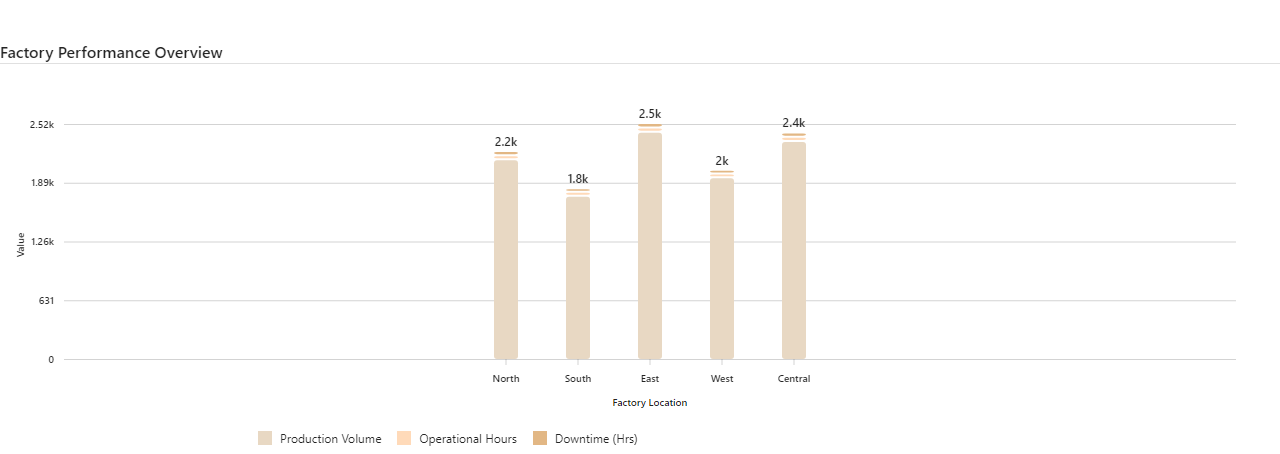 Factory Performance Overview
2.52k
1.89k
1.26k
631
0
Value
2.2k
1.8k
2.5k
2k
2.4k
North South East West Central
Factory Location
Production Volume Operational Hours Downtime (Hrs)